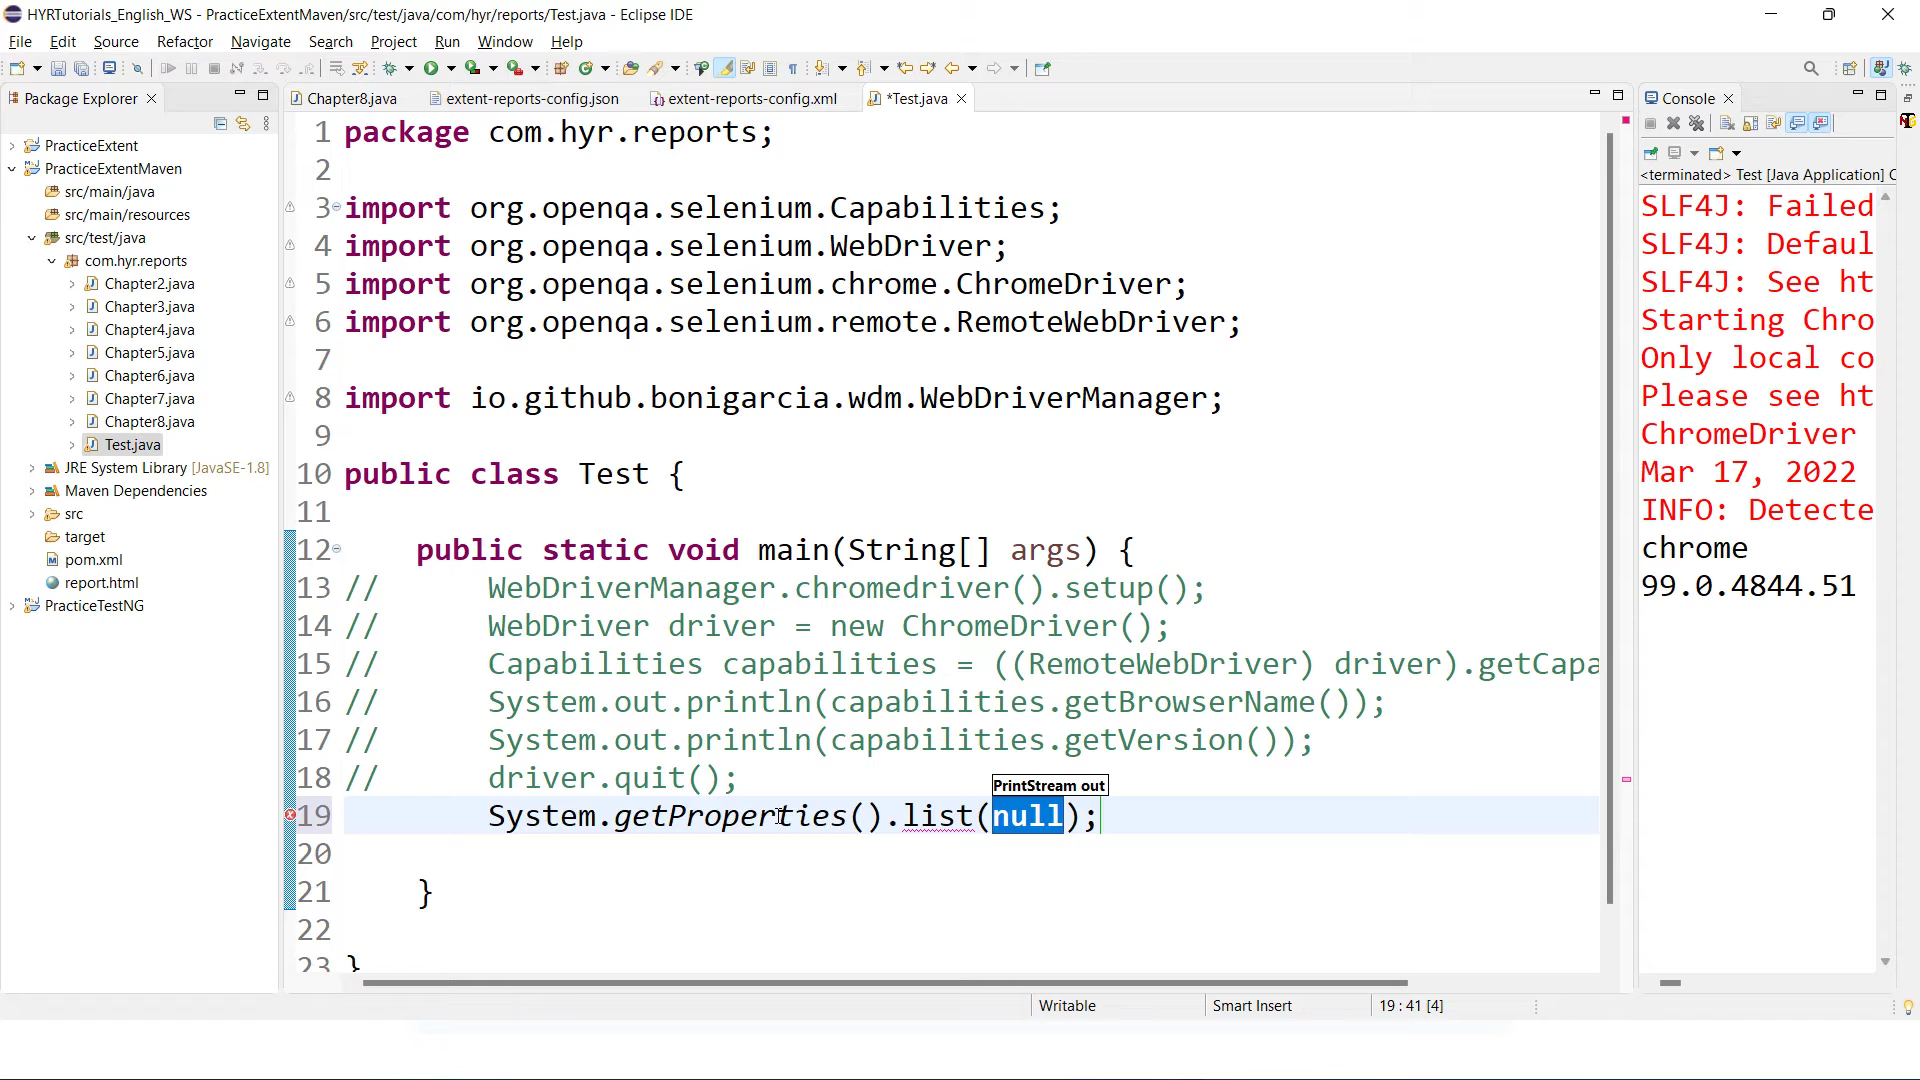 HYRTutorials_English_WS - PracticeExtentMaven/src/test/java/com/hyr/reports/Test.java - Eclipse IDE
File Edit Source Refactor Navigate Search Project Run Window Help
Package Explorer
PracticeExtent
PracticeExtentMaven
src/main/java
src/main/resources
src/test/java
com.hyr.reports
Chapter2.java
Chapter3.java
Chapter4.java
Chapter5.java
Chapter6.java
Chapter7.java
Chapter8.java
Test.java
JRE System Library [JavaSE-1.8]
Maven Dependencies
src
target
pom.xml
report.html
PracticeTestNG
Chapter8.java extent-reports-config.json extent-reports-config.xml *Test.java
1 package com.hyr.reports;
2
3 import org.openqa.selenium.Capabilities;
4 import org.openqa.selenium.WebDriver;
5 import org.openqa.selenium.chrome.ChromeDriver;
6 import org.openqa.selenium.remote.RemoteWebDriver;
7
8 import io.github.bonigarcia.wdm.WebDriverManager;
9
10 public class Test {
11
12 public static void main(String[] args) {
13 // WebDriverManager.chromedriver().setup();
14 // WebDriver driver = new ChromeDriver();
15 // Capabilities capabilities = ((RemoteWebDriver) driver).getCapa
16 // System.out.println(capabilities.getBrowserName());
17 // System.out.println(capabilities.getVersion());
18 // driver.quit();
PrintStream out
19 System.getProperties().list(null);
20
21 }
22
23 }
Console
<terminated> Test [Java Application] C
SLF4J: Failed
SLF4J: Defaul
SLF4J: See ht
Starting Chro
Only local co
Please see ht
ChromeDriver
Mar 17, 2022
INFO: Detecte
chrome
99.0.4844.51
Writable Smart Insert 19 : 41 [4]